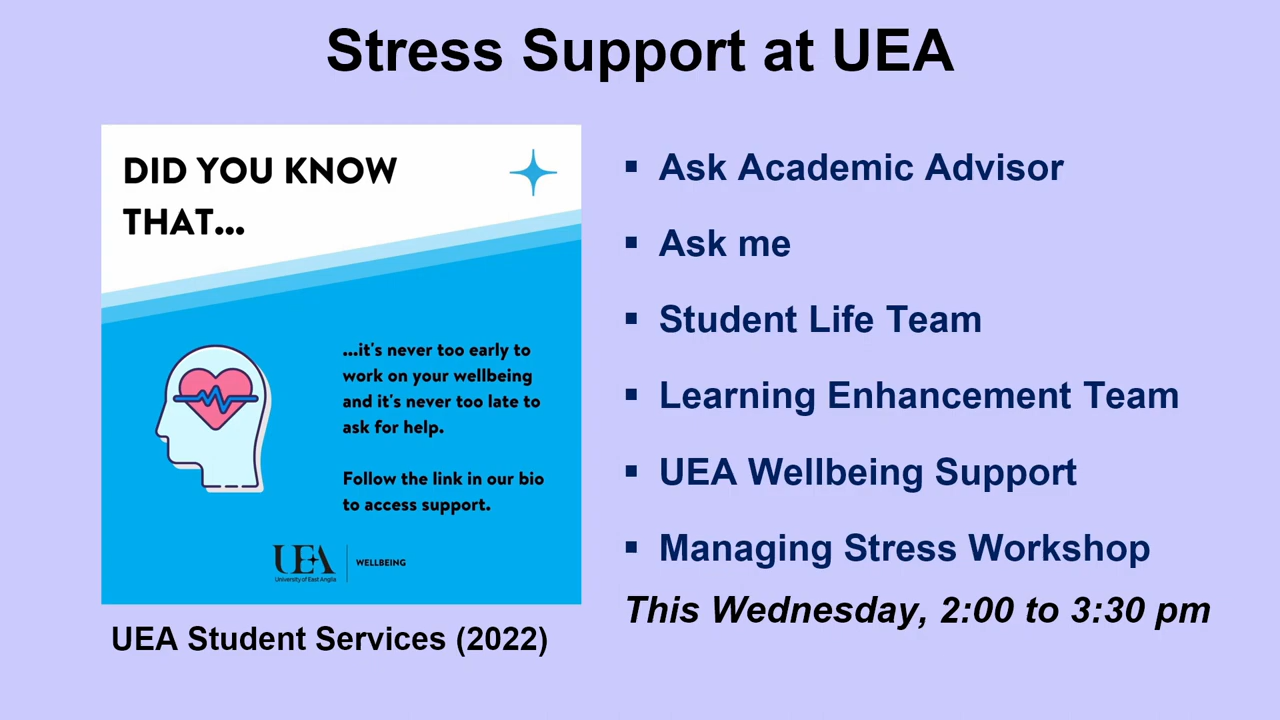 Stress Support at UEA
DID YOU KNOW
THAT...
...it's never too early to
work on your wellbeing
and it's never too late to
ask for help.
Follow the link in our bio
to access support.
UEA
University of East Anglia
WELLBEING
UEA Student Services (2022)
▪ Ask Academic Advisor
▪ Ask me
▪ Student Life Team
▪ Learning Enhancement Team
▪ UEA Wellbeing Support
▪ Managing Stress Workshop
This Wednesday, 2:00 to 3:30 pm